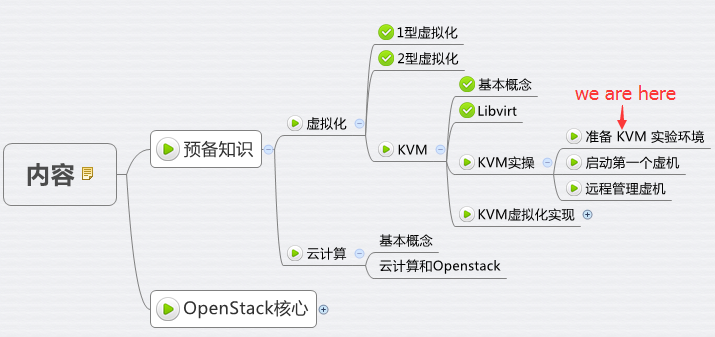 内容
预备知识
虚拟化
1型虚拟化
2型虚拟化
KVM
基本概念
Libvirt
KVM实操
we are here
准备 KVM 实验环境
启动第一个虚机
远程管理虚机
KVM虚拟化实现
云计算
基本概念
云计算和Openstack
OpenStack核心